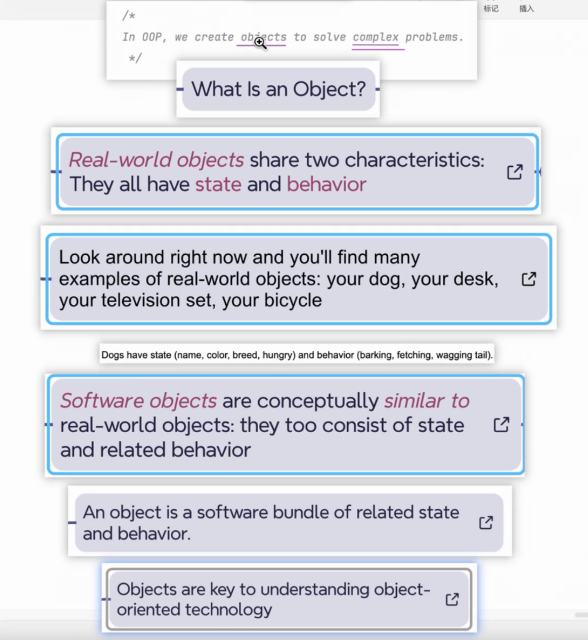 标记 插入
/*
In OOP, we create objects to solve complex problems.
*/
What Is an Object?
Real-world objects share two characteristics:
They all have state and behavior
Look around right now and you'll find many
examples of real-world objects: your dog, your desk,
your television set, your bicycle
Dogs have state (name, color, breed, hungry) and behavior (barking, fetching, wagging tail).
Software objects are conceptually similar to
real-world objects: they too consist of state
and related behavior
An object is a software bundle of related state
and behavior.
Objects are key to understanding object-
oriented technology